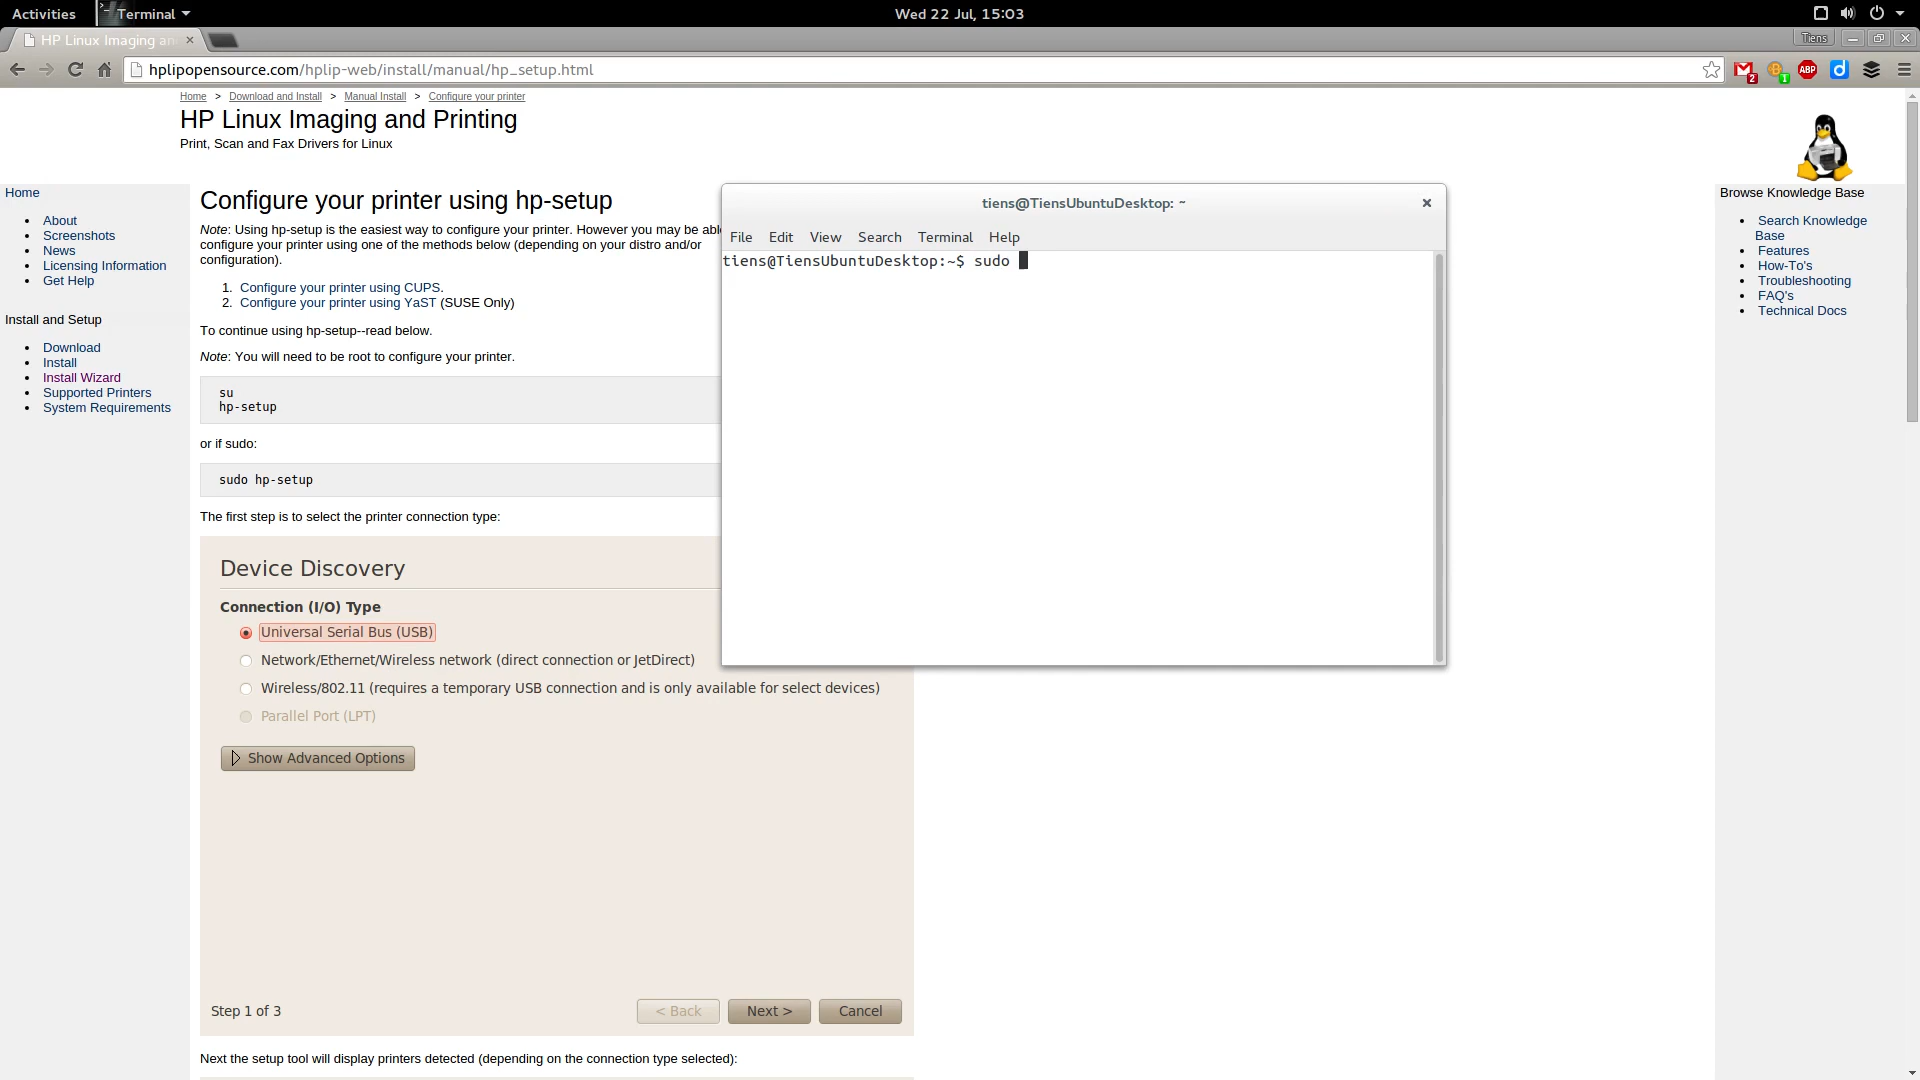 Activities
Terminal
Wed 22 Jul, 15:03
HP Linux Imaging an
Tiens
hplipopensource.com/hplip-web/install/manual/hp_setup.html
2
1
ABP
d
Home > Download and Install > Manual Install > Configure your printer
HP Linux Imaging and Printing
Print, Scan and Fax Drivers for Linux
Home
About
Screenshots
News
Licensing Information
Get Help
Install and Setup
Download
Install
Install Wizard
Supported Printers
System Requirements
Configure your printer using hp-setup
Note: Using hp-setup is the easiest way to configure your printer. However you may be abl
configure your printer using one of the methods below (depending on your distro and/or
configuration).
1. Configure your printer using CUPS.
2. Configure your printer using YaST (SUSE Only)
To continue using hp-setup--read below.
Note: You will need to be root to configure your printer.
su
hp-setup
or if sudo:
sudo hp-setup
The first step is to select the printer connection type:
Device Discovery
Connection (I/O) Type
Universal Serial Bus (USB)
Network/Ethernet/Wireless network (direct connection or JetDirect)
Wireless/802.11 (requires a temporary USB connection and is only available for select devices)
Parallel Port (LPT)
Show Advanced Options
Step 1 of 3
< Back
Next >
Cancel
Next the setup tool will display printers detected (depending on the connection type selected):
tiens@TiensUbuntuDesktop: ~
File Edit View Search Terminal Help
tiens@TiensUbuntuDesktop:~$ sudo
Browse Knowledge Base
Search Knowledge
Base
Features
How-To's
Troubleshooting
FAQ's
Technical Docs